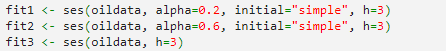 fit1 <- ses(oildata, alpha=0.2, initial="simple", h=3)
fit2 <- ses(oildata, alpha=0.6, initial="simple", h=3)
fit3 <- ses(oildata, h=3)